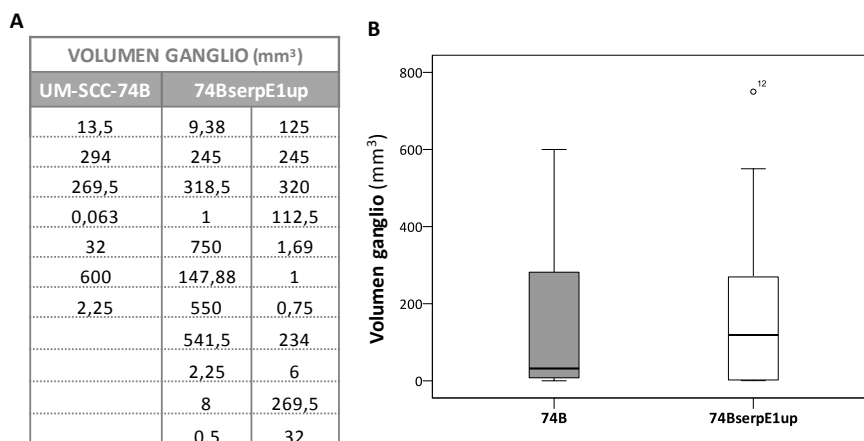 A
VOLUMEN GANGLIO (mm³)
UM-SCC-74B 74BserpE1up
13,5 9,38 125
294 245 245
269,5 318,5 320
0,063 1 112,5
32 750 1,69
600 147,88 1
2,25 550 0,75
541,5 234
2,25 6
8 269,5
0,5 32
B
Volumen ganglio (mm³)
800
600
400
200
0
12
74B 74BserpE1up